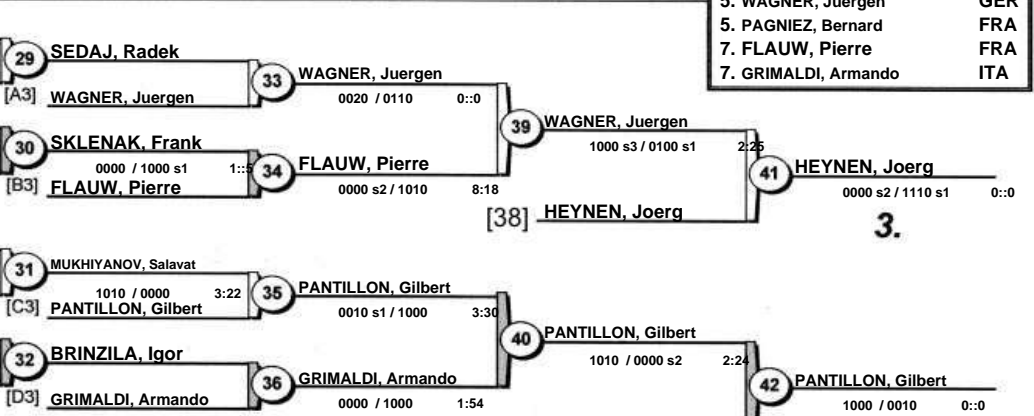 5. WAGNER, Juergen GER
5. PAGNIEZ, Bernard FRA
7. FLAUW, Pierre FRA
7. GRIMALDI, Armando ITA
29 SEDAJ, Radek
[A3] WAGNER, Juergen
33 WAGNER, Juergen
0020 / 0110 0::0
30 SKLENAK, Frank
0000 / 1000 s1 1::5
[B3] FLAUW, Pierre
34 FLAUW, Pierre
0000 s2 / 1010 8:18
39 WAGNER, Juergen
1000 s3 / 0100 s1 2:25
[38] HEYNEN, Joerg
41 HEYNEN, Joerg
0000 s2 / 1110 s1 0::0
3.
31 MUKHIYANOV, Salavat
1010 / 0000 3:22
[C3] PANTILLON, Gilbert
35 PANTILLON, Gilbert
0010 s1 / 1000 3:30
32 BRINZILA, Igor
[D3] GRIMALDI, Armando
36 GRIMALDI, Armando
0000 / 1000 1:54
40 PANTILLON, Gilbert
1010 / 0000 s2 2:24
42 PANTILLON, Gilbert
1000 / 0010 0::0